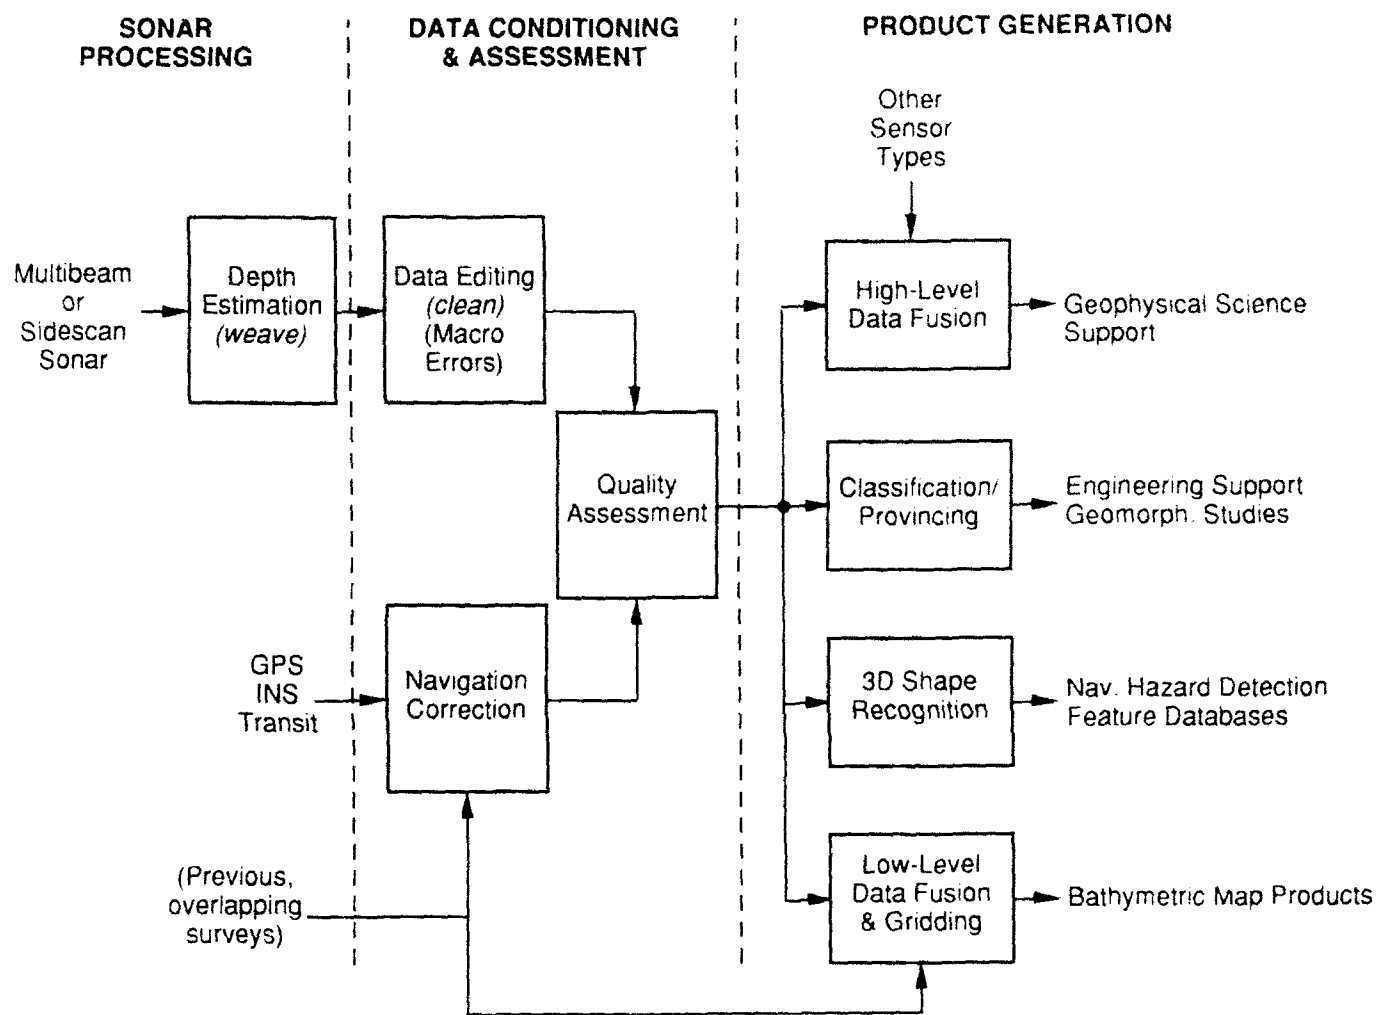 SONAR
PROCESSING
DATA CONDITIONING
& ASSESSMENT
PRODUCT GENERATION
Other
Sensor
Types
Multibeam
or
Sidescan
Sonar
Depth
Estimation
(weave)
Data Editing
(clean)
(Macro
Errors)
High-Level
Data Fusion
Geophysical Science
Support
Quality
Assessment
Classification/
Provincing
Engineering Support
Geomorph. Studies
GPS
INS
Transit
Navigation
Correction
3D Shape
Recognition
Nav. Hazard Detection
Feature Databases
(Previous,
overlapping
surveys)
Low-Level
Data Fusion
& Gridding
Bathymetric Map Products